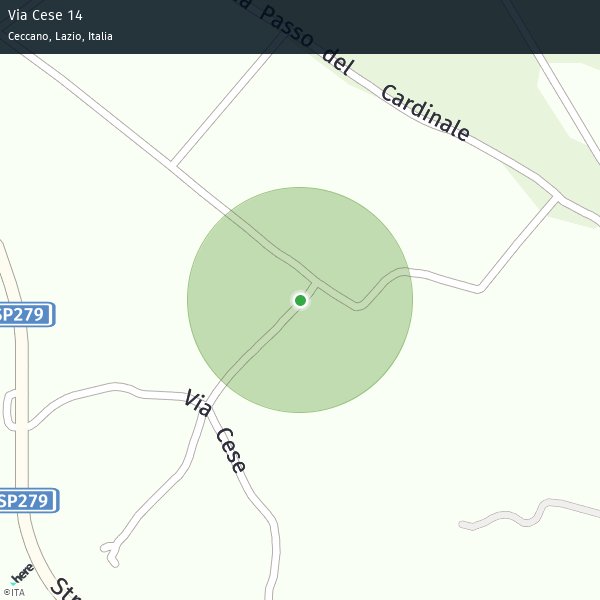 Via Cese 14
Ceccano, Lazio, Italia
Passo del Cardinale
SP279
Via Cese
SP279
here
©ITA